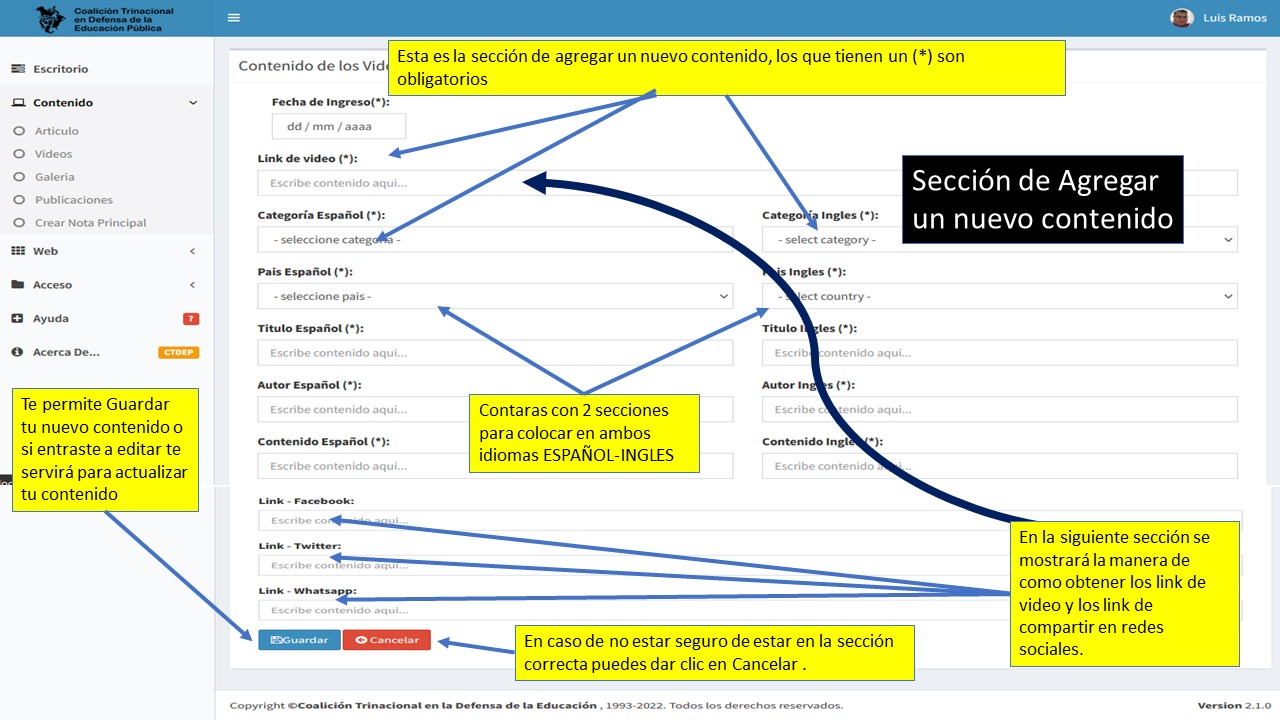 Coalición Trinacional
en Defensa de la
Educación Pública
Luis Ramos
Escritorio
Contenido
Articulo
Videos
Galeria
Publicaciones
Crear Nota Principal
Web
Acceso
Ayuda
?
Acerca De...
CTDEP
Te permite Guardar
tu nuevo contenido o
si entraste a editar te
servirá para actualizar
tu contenido
Contenido de los Vide
Esta es la sección de agregar un nuevo contenido, los que tienen un (*) son
obligatorios
Fecha de Ingreso(*):
dd / mm / aaaa
Link de video (*):
Escribe contenido aqui...
Sección de Agregar
un nuevo contenido
Categoría Español (*):
Categoría Ingles (*):
- seleccione categoria -
- select category -
Pais Español (*):
Pais Ingles (*):
- seleccione pais -
- select country -
Titulo Español (*):
Titulo Ingles (*):
Escribe contenido aqui...
Escribe contenido aqui...
Autor Español (*):
Autor Ingles (*):
Escribe contenido aqui...
Escribe contenido aqui...
Contaras con 2 secciones
para colocar en ambos
idiomas ESPAÑOL-INGLES
Contenido Español (*):
Contenido Ingles (*):
Escribe contenido aqui...
Escribe contenido aqui...
Link - Facebook:
Escribe contenido aqui...
Link - Twitter:
Escribe contenido aqui...
Link - Whatsapp:
Escribe contenido aqui...
En la siguiente sección se
mostrará la manera de
como obtener los link de
video y los link de
compartir en redes
sociales.
Guardar
Cancelar
En caso de no estar seguro de estar en la sección
correcta puedes dar clic en Cancelar .
Copyright ©Coalición Trinacional en la Defensa de la Educación , 1993-2022. Todos los derechos reservados.
Version 2.1.0